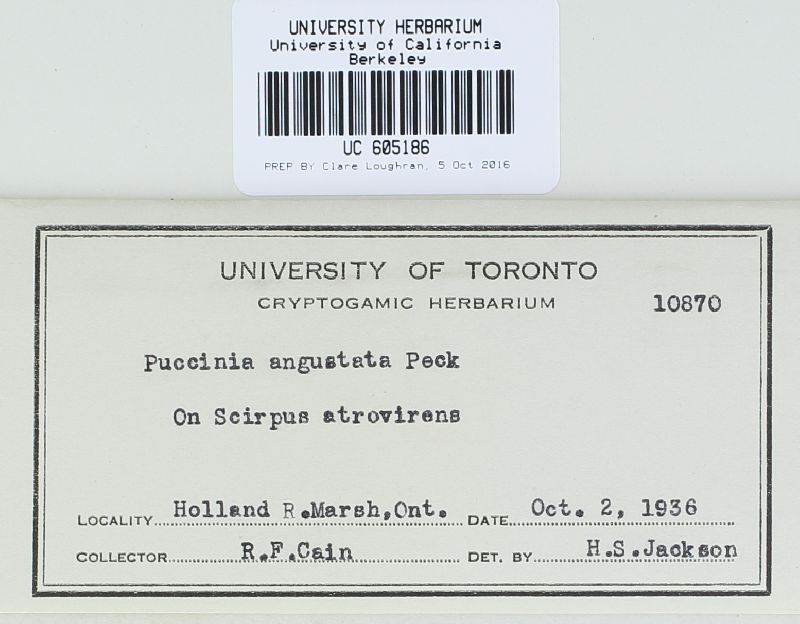 UNIVERSITY HERBARIUM
University of California
Berkeley
UC 605186
PREP BY Clare Loughran, 5 Oct 2016
UNIVERSITY OF TORONTO
CRYPTOGAMIC HERBARIUM 10870
Puccinia angustata Peck
On Scirpus atrovirens
LOCALITY Holland R.Marsh,Ont. DATE Oct. 2, 1936
COLLECTOR R.F.Cain DET. BY H.S.Jackson